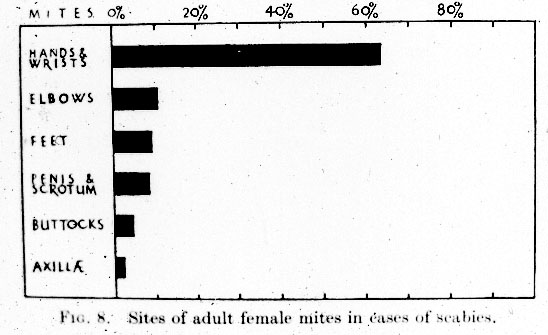 MITES 0% 20% 40% 60% 80%
HANDS &
WRISTS
ELBOWS
FEET
PENIS &
SCROTUM
BUTTOCKS
AXILLÆ
FIG. 8. Sites of adult female mites in cases of scabies.